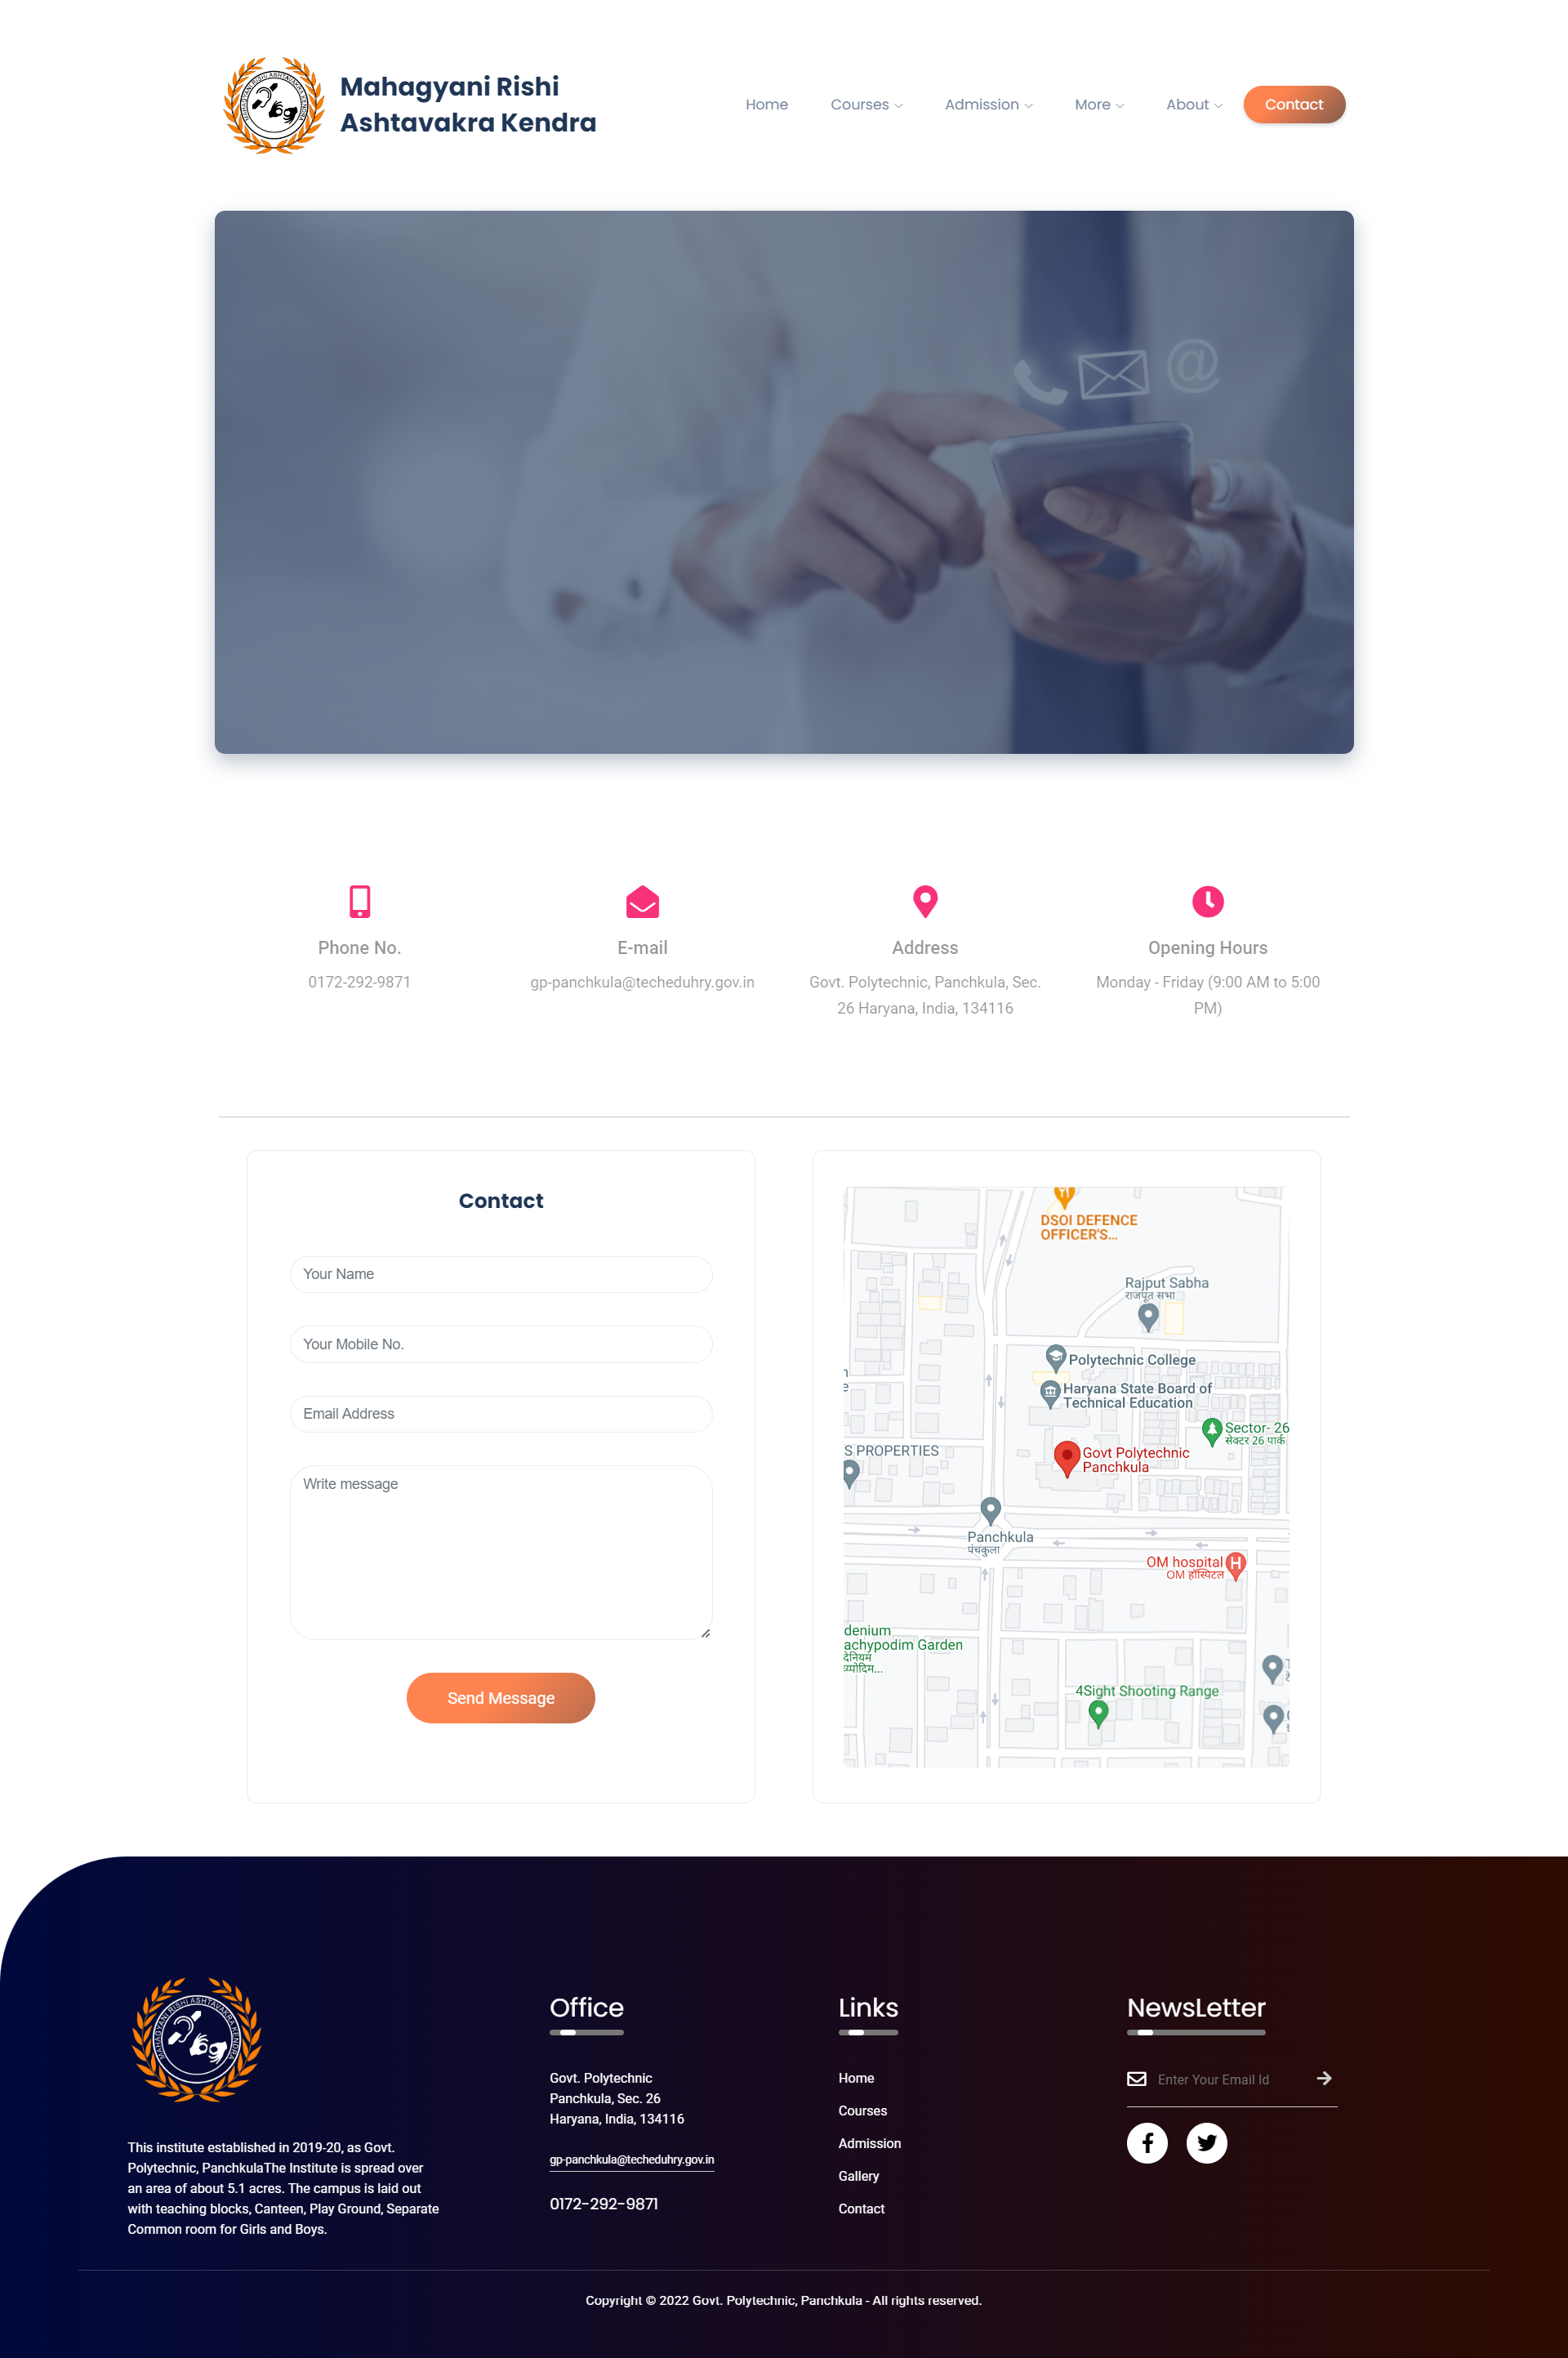 MAHAGYANI RISHI ASHTAVAKRA KENDRA
Mahagyani Rishi
Ashtavakra Kendra
Home
Courses
Admission
More
About
Contact
@
Phone No.
0172-292-9871
E-mail
gp-panchkula@techeduhry.gov.in
Address
Govt. Polytechnic, Panchkula, Sec.
26 Haryana, India, 134116
Opening Hours
Monday - Friday (9:00 AM to 5:00
PM)
Contact
Your Name
Your Mobile No.
Email Address
Write message
Send Message
DSOI DEFENCE
OFFICER'S...
Rajput Sabha
राजपूत सभा
Polytechnic College
Haryana State Board of
Technical Education
Sector- 26
सेक्टर 26 पार्क
S PROPERTIES
Govt Polytechnic
Panchkula
Panchkula
पंचकुला
OM hospital
OM हॉस्पिटल
H
denium
achypodim Garden
4Sight Shooting Range
MAHAGYANI RISHI ASHTAVAKRA KENDRA
This institute established in 2019-20, as Govt.
Polytechnic, PanchkulaThe Institute is spread over
an area of about 5.1 acres. The campus is laid out
with teaching blocks, Canteen, Play Ground, Separate
Common room for Girls and Boys.
Office
Govt. Polytechnic
Panchkula, Sec. 26
Haryana, India, 134116
gp-panchkula@techeduhry.gov.in
0172-292-9871
Links
Home
Courses
Admission
Gallery
Contact
NewsLetter
Enter Your Email Id
Copyright © 2022 Govt. Polytechnic, Panchkula - All rights reserved.